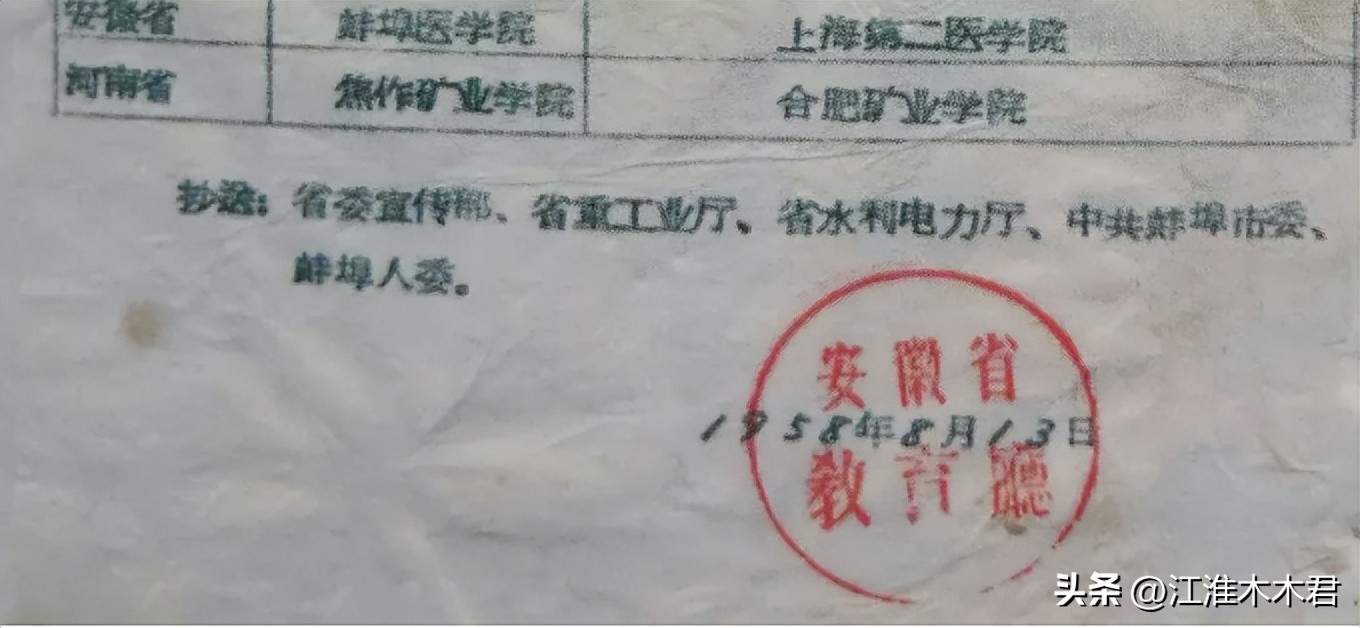 安徽省 蚌埠医学院 上海第二医学院
河南省 焦作矿业学院 合肥矿业学院
抄送：省委宣传部、省重工业厅、省水利电力厅、中共蚌埠市委、
蚌埠人委。
安徽省
1958年8月13日
教育廳
头条 @江淮木木君